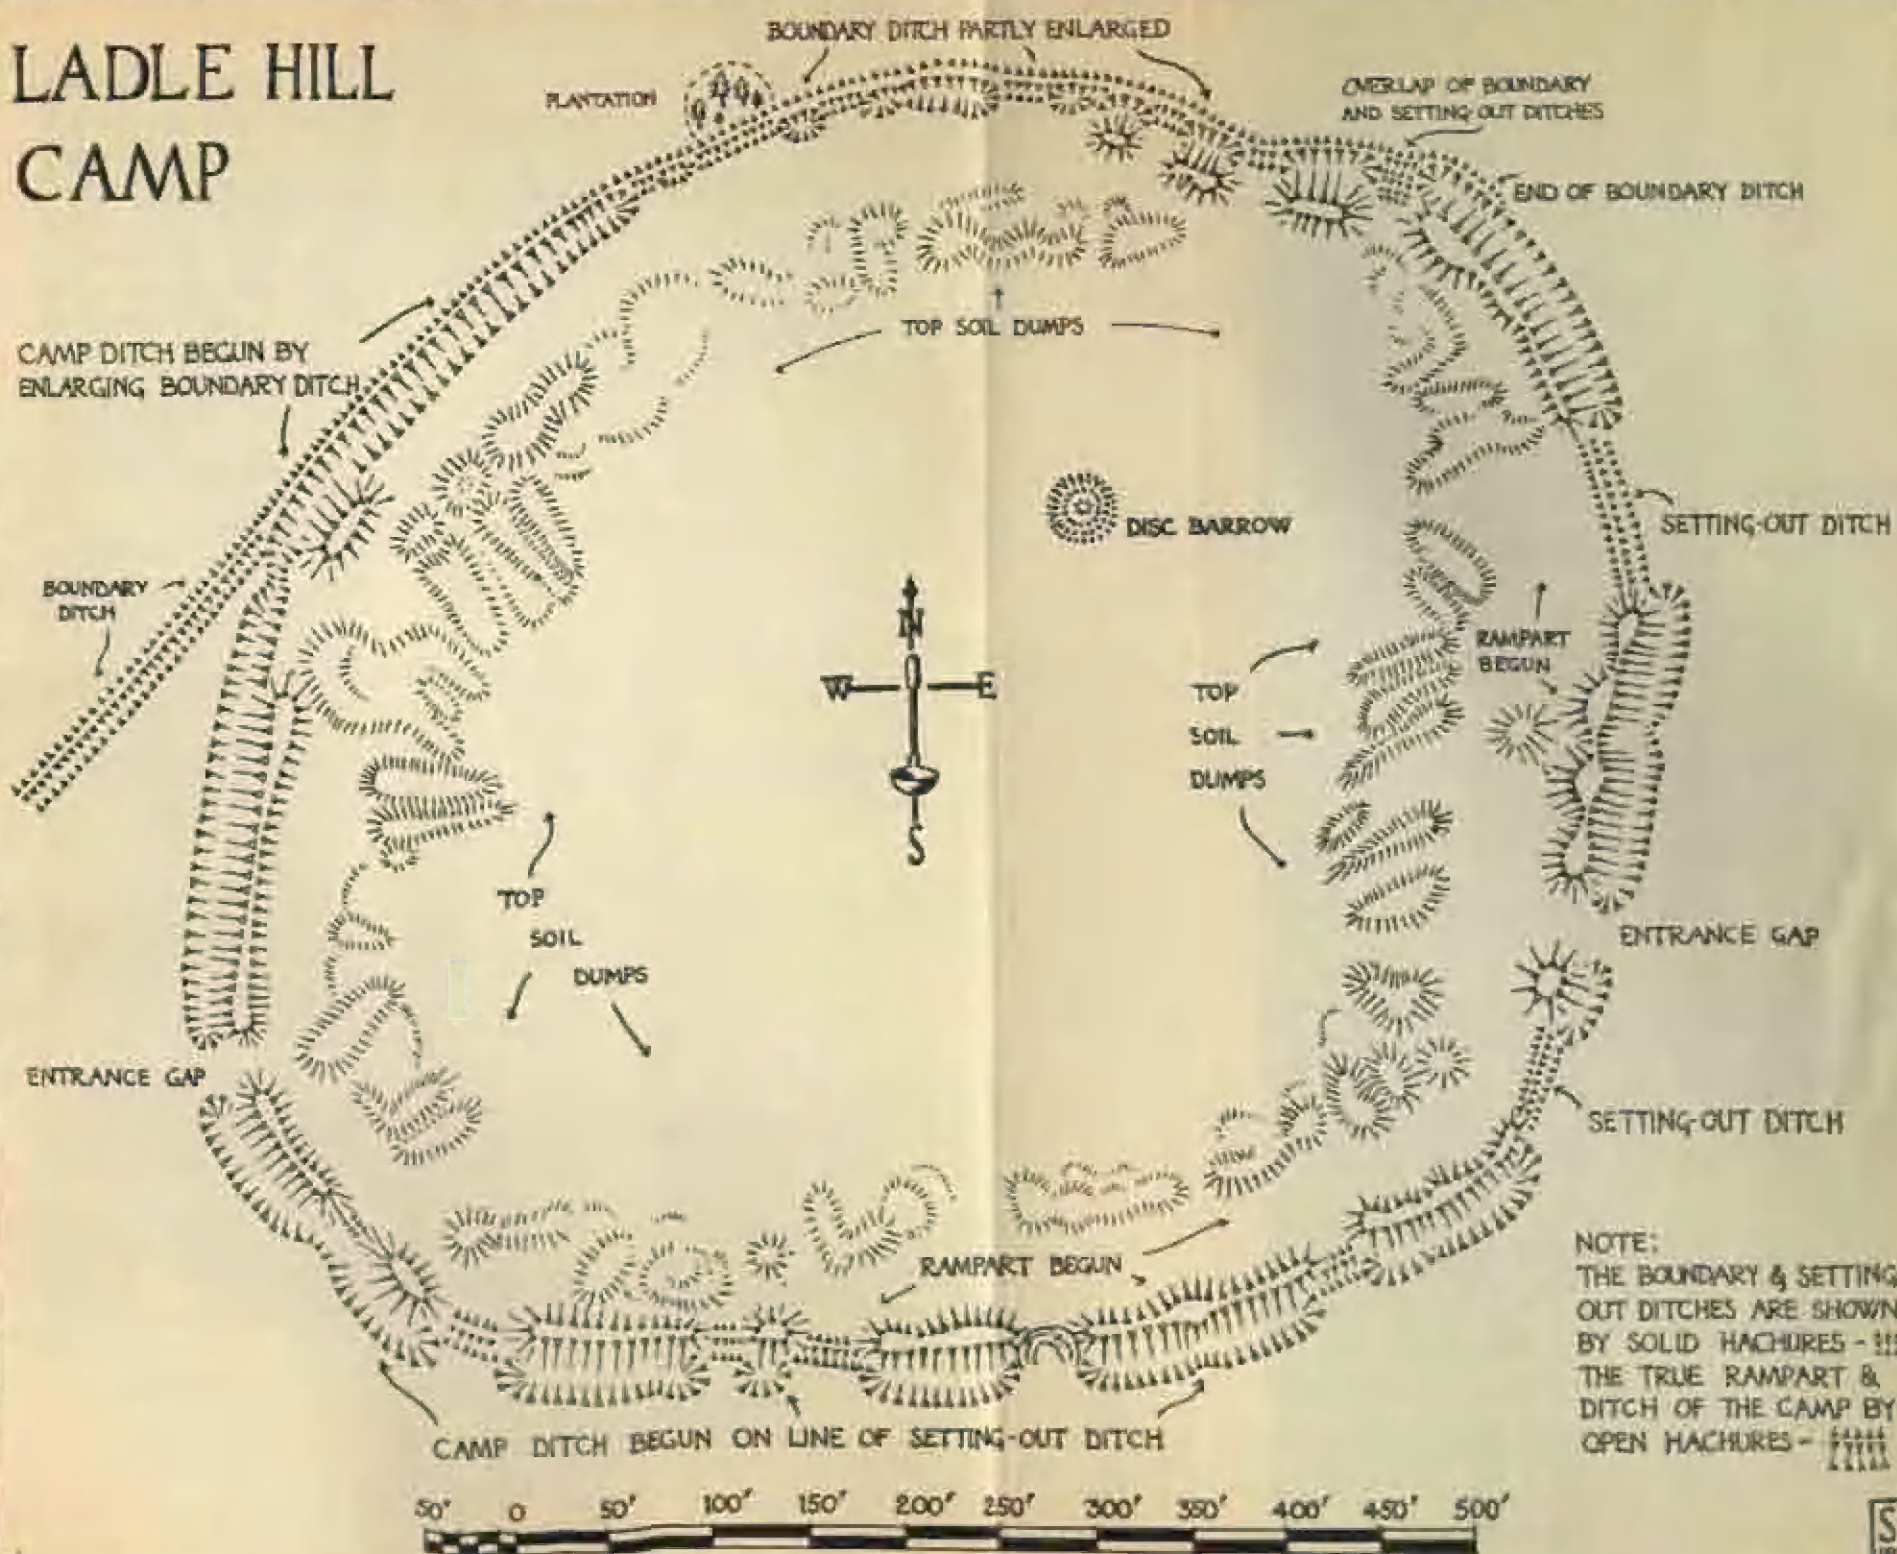 LADLE HILL
CAMP
BOUNDARY DITCH PARTLY ENLARGED
PLANTATION
OVERLAP OF BOUNDARY
AND SETTING-OUT DITCHES
END OF BOUNDARY DITCH
TOP SOIL DUMPS
CAMP DITCH BEGUN BY
ENLARGING BOUNDARY DITCH
DISC BARROW
SETTING-OUT DITCH
BOUNDARY
DITCH
N
W E
S
RAMPART
BEGUN
TOP
SOIL
DUMPS
TOP
SOIL
DUMPS
ENTRANCE GAP
ENTRANCE GAP
SETTING-OUT DITCH
RAMPART BEGUN
NOTE:
THE BOUNDARY & SETTING
OUT DITCHES ARE SHOWN
BY SOLID HACHURES -
THE TRUE RAMPART &
DITCH OF THE CAMP BY
OPEN HACHURES -
CAMP DITCH BEGUN ON LINE OF SETTING-OUT DITCH
50' 0 50' 100' 150' 200' 250' 300' 350' 400' 450' 500'